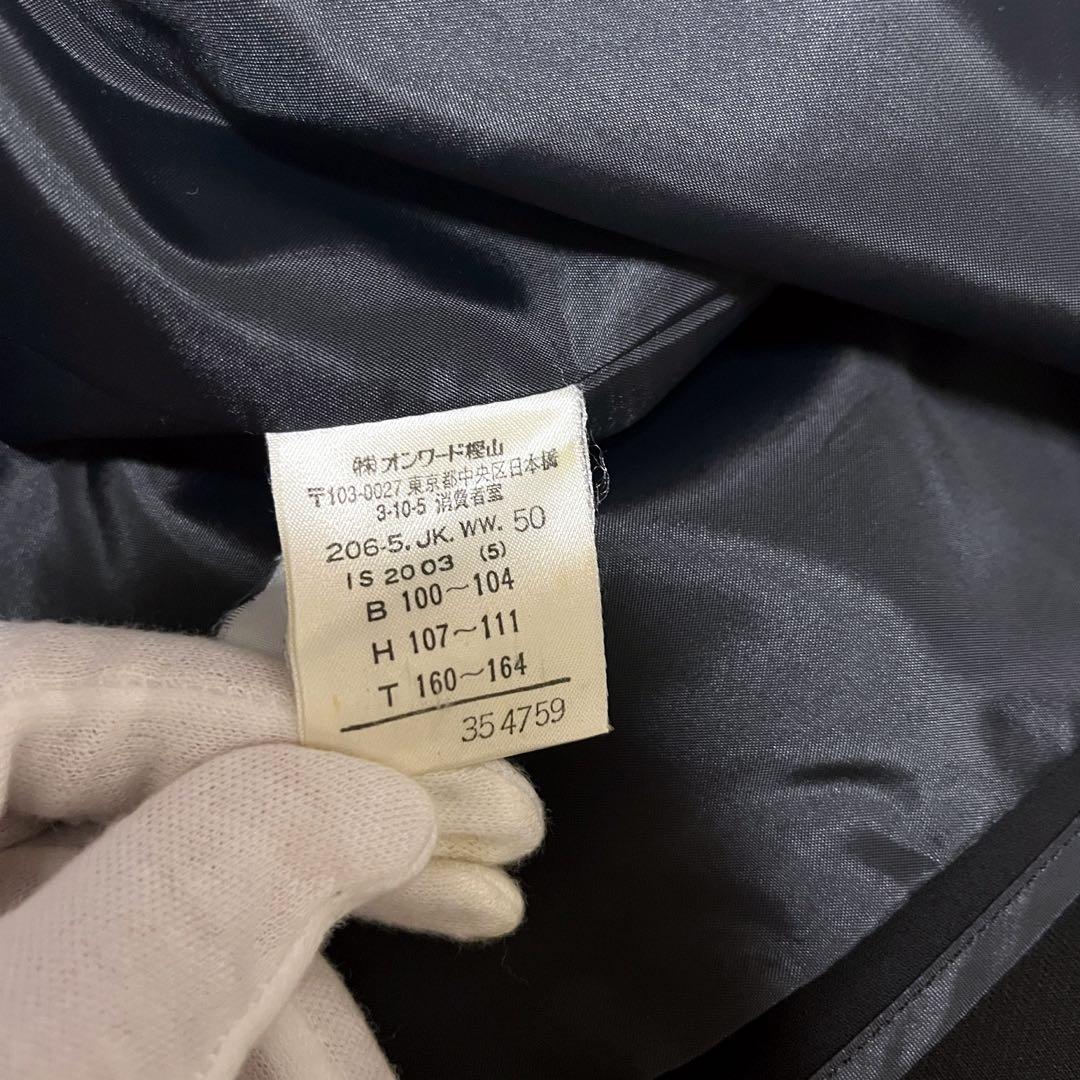 ㈱オンワード樫山
〒103-0027 東京都中央区日本橋
3-10-5 消費者室
206-5.JK.WW. 50
IS 2003 (5)
B 100〜104
H 107〜111
T 160〜164
354759